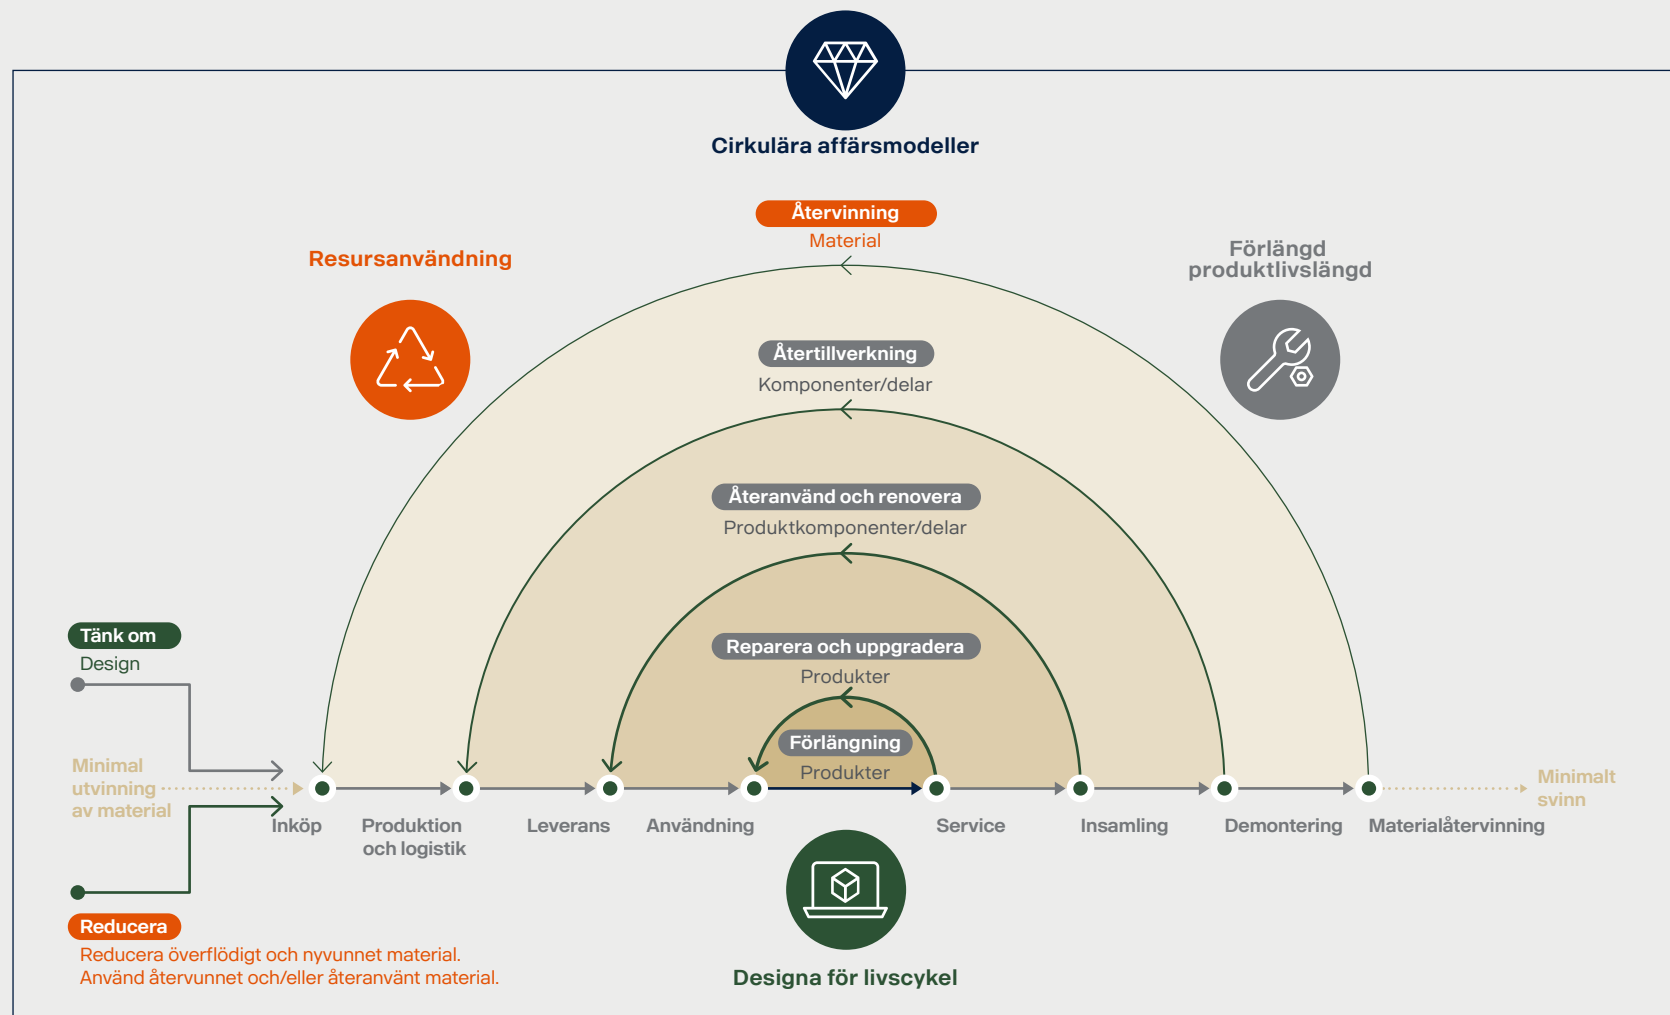 Cirkulära affärsmodeller
Återvinning
Material
Resursanvändning
Förlängd
produktlivslängd
Återtillverkning
Komponenter/delar
Återanvänd och renovera
Produktkomponenter/delar
Tänk om
Design
Reparera och uppgradera
Produkter
Förlängning
Produkter
Minimal
utvinning
av material
Minimalt
svinn
Inköp
Produktion
och logistik
Leverans
Användning
Service
Insamling
Demontering
Materialåtervinning
Reducera
Reducera överflödigt och nyvunnet material.
Använd återvunnet och/eller återanvänt material.
Designa för livscykel